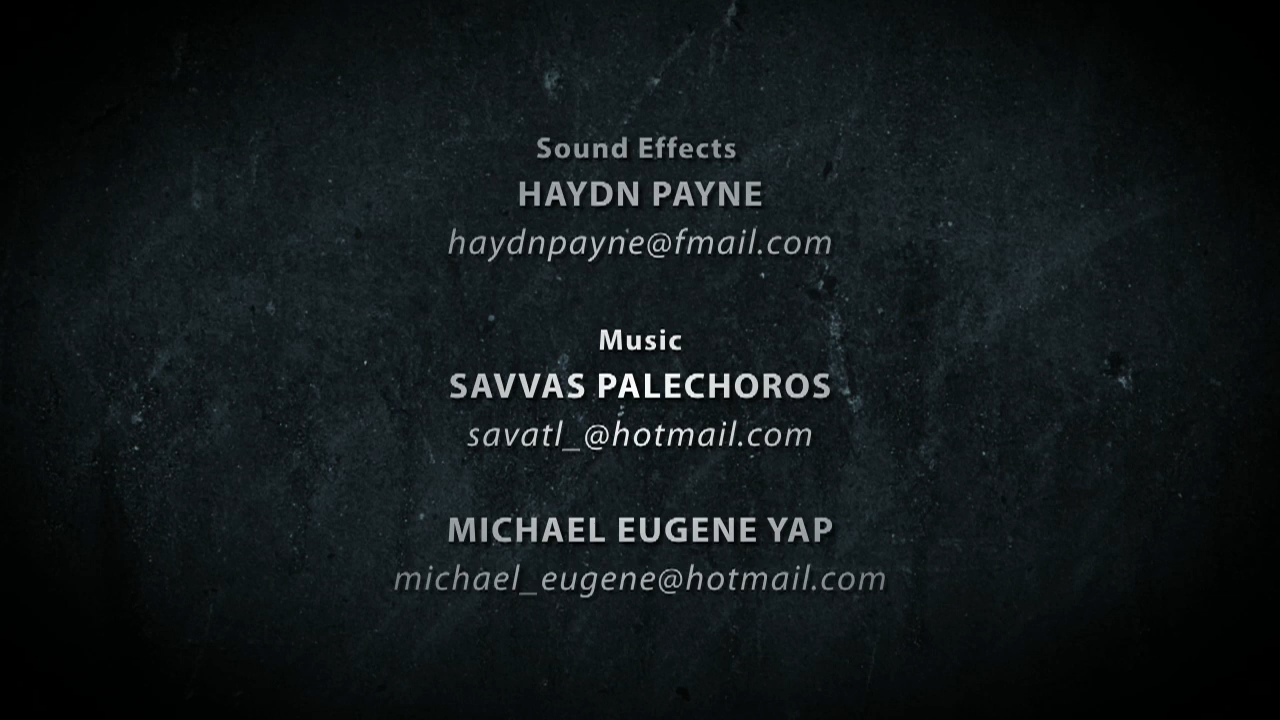 Sound Effects
HAYDN PAYNE
haydnpayne@fmail.com
Music
SAVVAS PALECHOROS
savatl_@hotmail.com
MICHAEL EUGENE YAP
michael_eugene@hotmail.com